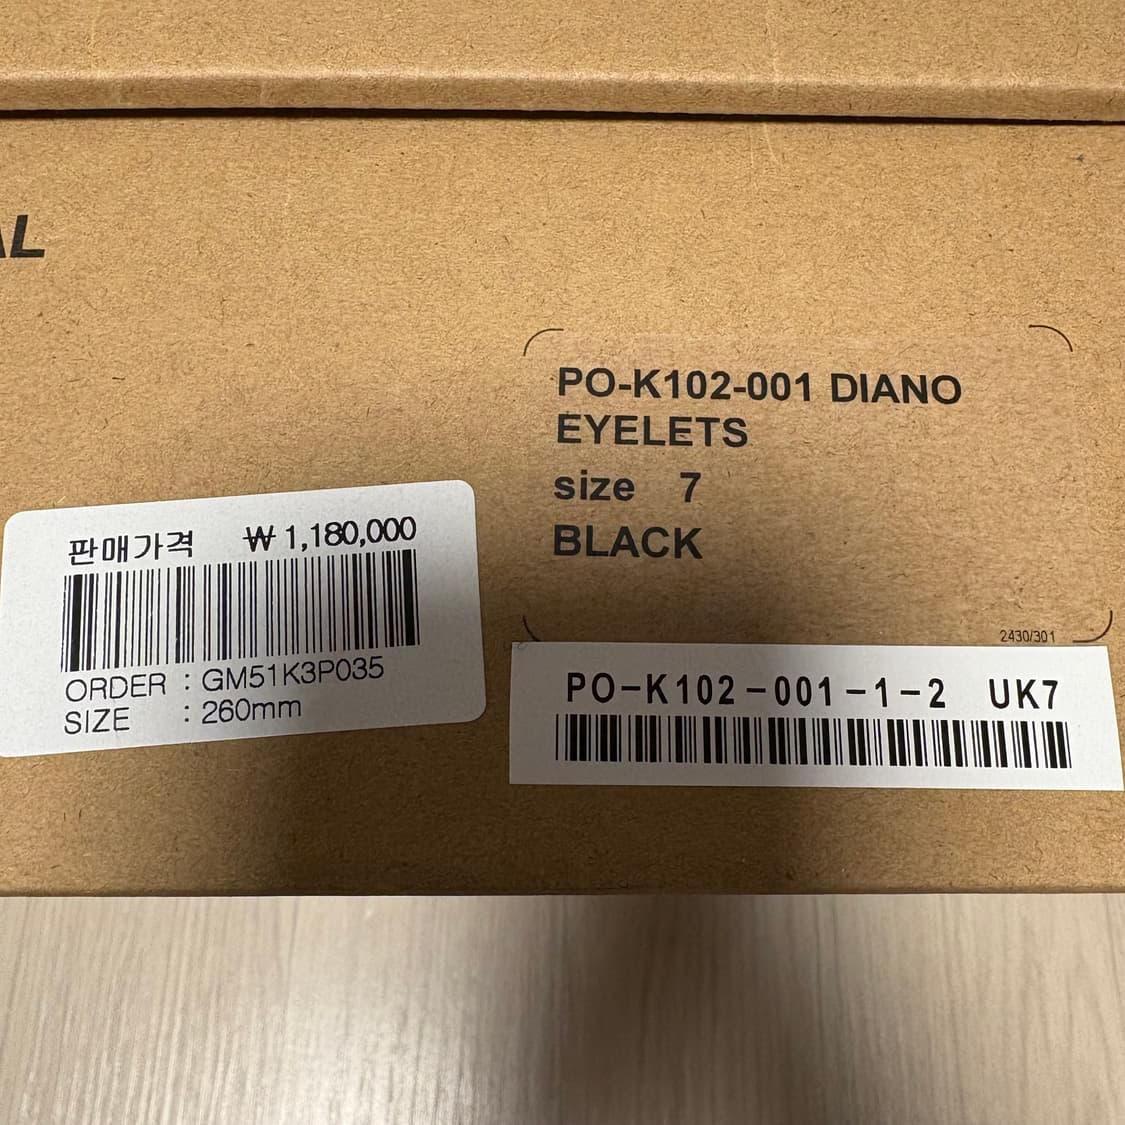 AL
PO-K102-001 DIANO
EYELETS
size 7
BLACK
2430/301
판매가격 ₩ 1,180,000
ORDER : GM51K3P035
SIZE : 260mm
PO-K102-001-1-2 UK7